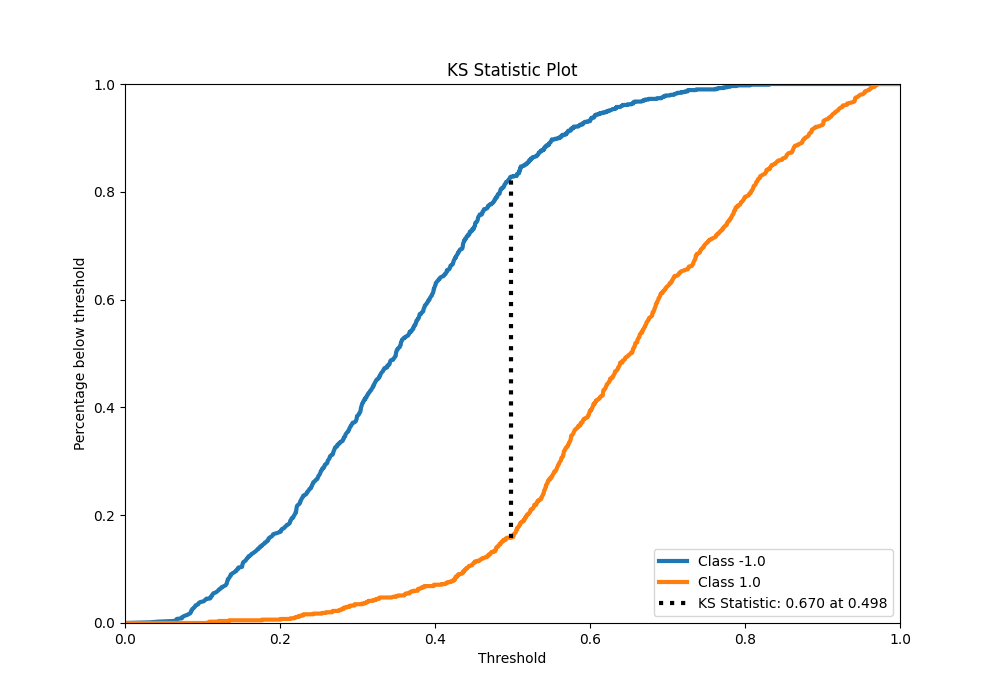 KS Statistic Plot
1.0
0.8
0.6
0.4
0.2
0.0
Percentage below threshold
0.0 0.2 0.4 0.6 0.8 1.0
Threshold
Class -1.0
Class 1.0
KS Statistic: 0.670 at 0.498